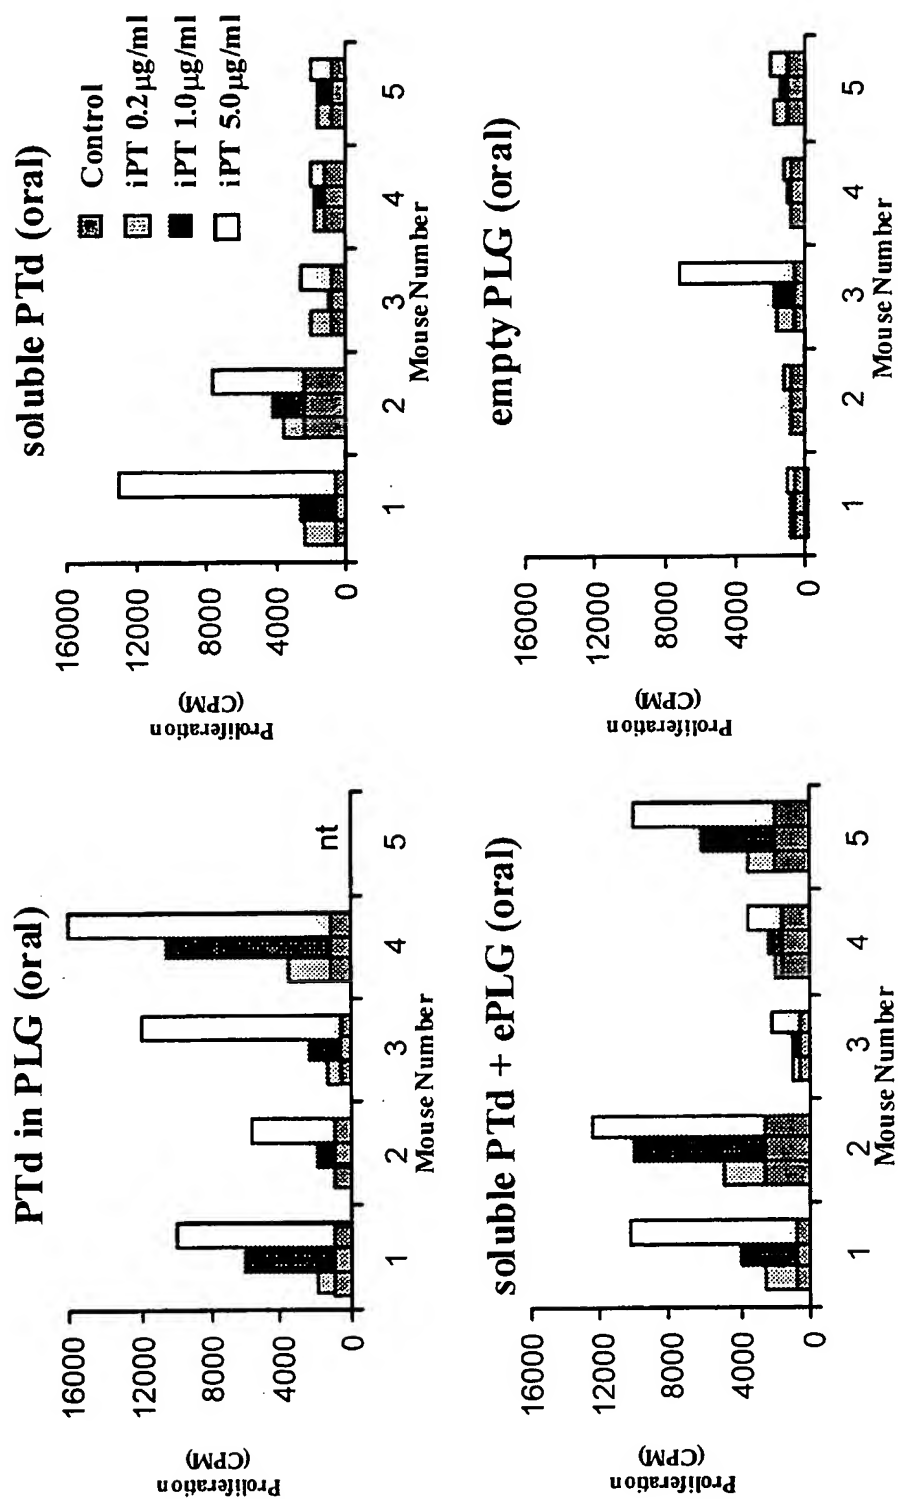 PTd in PLG (oral)
16000
12000
8000
4000
0
Proliferation
(CPM)
nt
1 2 3 4 5
Mouse Number
soluble PTd (oral)
16000
12000
8000
4000
0
Proliferation
(CPM)
Control
iPT 0.2µg/ml
iPT 1.0µg/ml
iPT 5.0µg/ml
1 2 3 4 5
Mouse Number
soluble PTd + ePLG (oral)
16000
12000
8000
4000
0
Proliferation
(CPM)
1 2 3 4 5
Mouse Number
empty PLG (oral)
16000
12000
8000
4000
0
Proliferation
(CPM)
1 2 3 4 5
Mouse Number